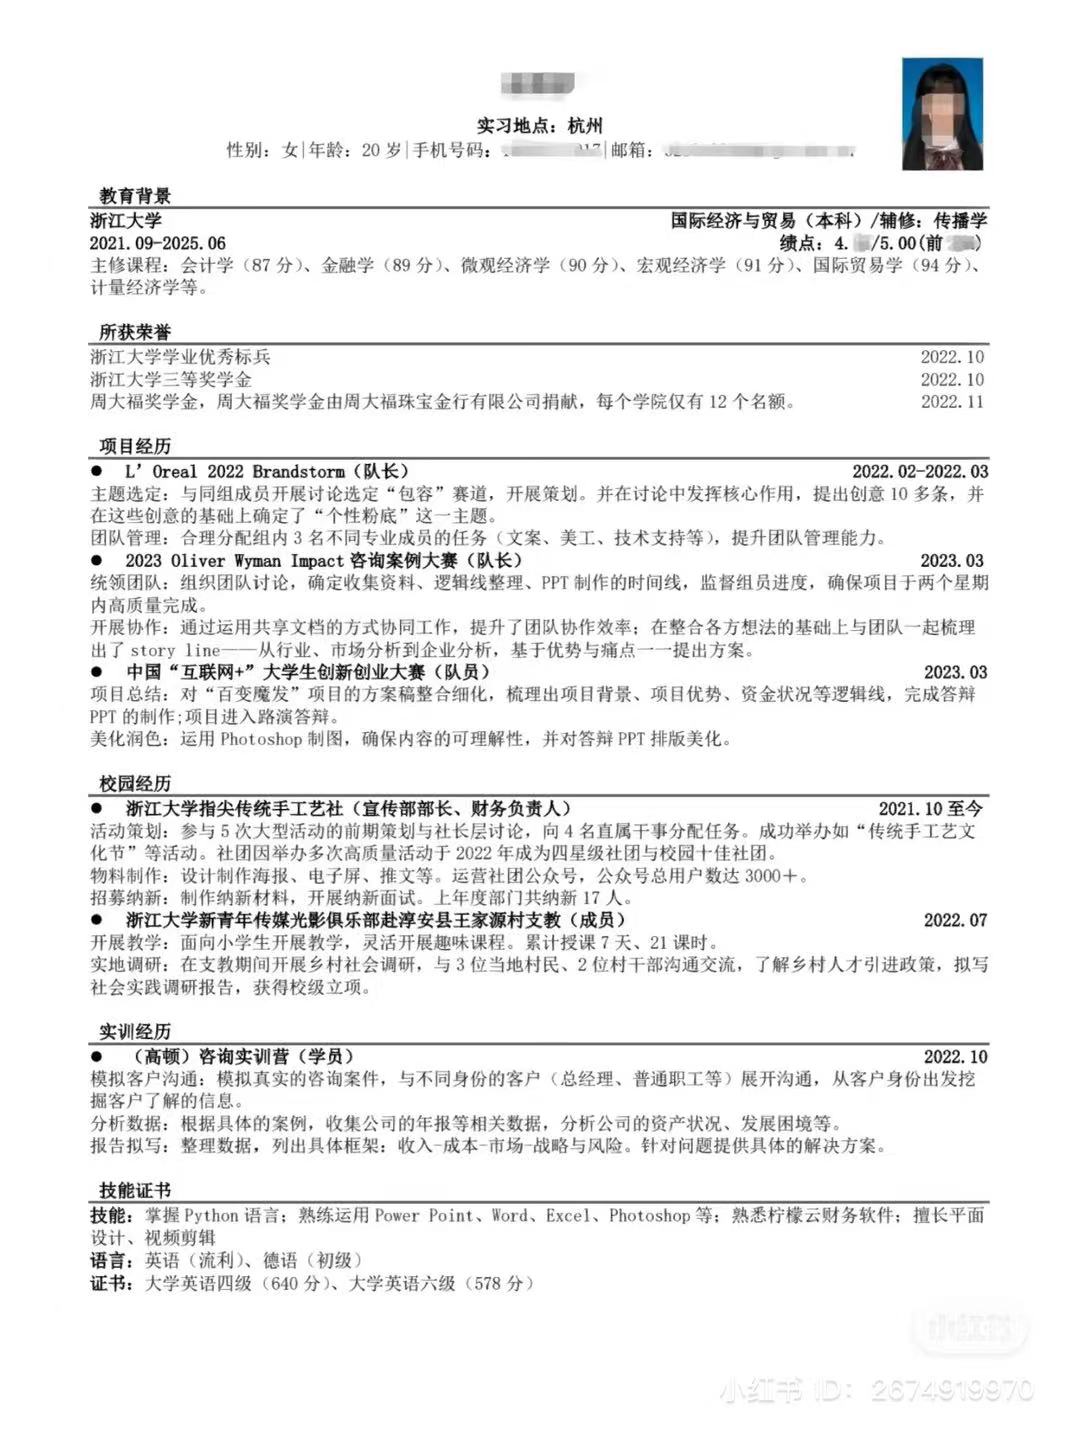 实习地点：杭州
性别：女|年龄：20 岁|手机号码：|邮箱：
教育背景
浙江大学 国际经济与贸易（本科）/辅修：传播学
2021.09-2025.06 绩点：4. /5.00(前 )
主修课程：会计学（87 分）、金融学（89 分）、微观经济学（90 分）、宏观经济学（91 分）、国际贸易学（94 分）、
计量经济学等。
所获荣誉
浙江大学学业优秀标兵 2022.10
浙江大学三等奖学金 2022.10
周大福奖学金，周大福奖学金由周大福珠宝金行有限公司捐献，每个学院仅有 12 个名额。 2022.11
项目经历
● L’Oreal 2022 Brandstorm（队长） 2022.02-2022.03
主题选定：与同组成员开展讨论选定“包容”赛道，开展策划。并在讨论中发挥核心作用，提出创意 10 多条，并
在这些创意的基础上确定了“个性粉底”这一主题。
团队管理：合理分配组内 3 名不同专业成员的任务（文案、美工、技术支持等），提升团队管理能力。
● 2023 Oliver Wyman Impact 咨询案例大赛（队长） 2023.03
统领团队：组织团队讨论，确定收集资料、逻辑线整理、PPT 制作的时间线，监督组员进度，确保项目于两个星期
内高质量完成。
开展协作：通过运用共享文档的方式协同工作，提升了团队协作效率；在整合各方想法的基础上与团队一起梳理
出了 story line——从行业、市场分析到企业分析，基于优势与痛点一一提出方案。
● 中国“互联网+”大学生创新创业大赛（队员） 2023.03
项目总结：对“百变魔发”项目的方案稿整合细化，梳理出项目背景、项目优势、资金状况等逻辑线，完成答辩
PPT 的制作;项目进入路演答辩。
美化润色：运用 Photoshop 制图，确保内容的可理解性，并对答辩 PPT 排版美化。
校园经历
● 浙江大学指尖传统手工艺社（宣传部部长、财务负责人） 2021.10 至今
活动策划：参与 5 次大型活动的前期策划与社长层讨论，向 4 名直属干事分配任务。成功举办如“传统手工艺文
化节”等活动。社团因举办多次高质量活动于 2022 年成为四星级社团与校园十佳社团。
物料制作：设计制作海报、电子屏、推文等。运营社团公众号，公众号总用户数达 3000＋。
招募纳新：制作纳新材料，开展纳新面试。上年度部门共纳新 17 人。
● 浙江大学新青年传媒光影俱乐部赴淳安县王家源村支教（成员） 2022.07
开展教学：面向小学生开展教学，灵活开展趣味课程。累计授课 7 天、21 课时。
实地调研：在支教期间开展乡村社会调研，与 3 位当地村民、2 位村干部沟通交流，了解乡村人才引进政策，拟写
社会实践调研报告，获得校级立项。
实训经历
● （高顿）咨询实训营（学员） 2022.10
模拟客户沟通：模拟真实的咨询案件，与不同身份的客户（总经理、普通职工等）展开沟通，从客户身份出发挖
掘客户了解的信息。
分析数据：根据具体的案例，收集公司的年报等相关数据，分析公司的资产状况、发展困境等。
报告拟写：整理数据，列出具体框架：收入-成本-市场-战略与风险。针对问题提供具体的解决方案。
技能证书
技能：掌握 Python 语言；熟练运用 Power Point、Word、Excel、Photoshop 等；熟悉柠檬云财务软件；擅长平面
设计、视频剪辑
语言：英语（流利）、德语（初级）
证书：大学英语四级（640 分）、大学英语六级（578 分）
小红书
小红书 ID：2674919970